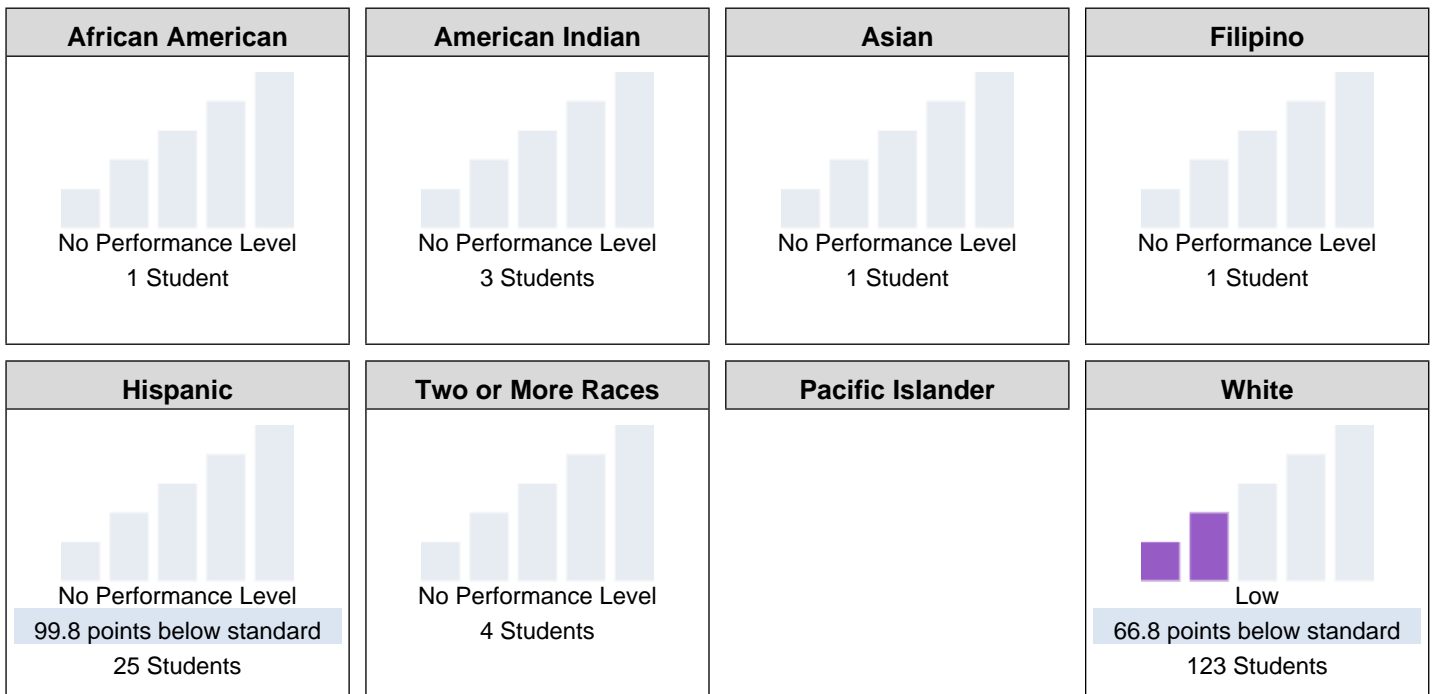 African American
No Performance Level
1 Student
American Indian
No Performance Level
3 Students
Asian
No Performance Level
1 Student
Filipino
No Performance Level
1 Student
Hispanic
No Performance Level
99.8 points below standard
25 Students
Two or More Races
No Performance Level
4 Students
Pacific Islander
White
Low
66.8 points below standard
123 Students